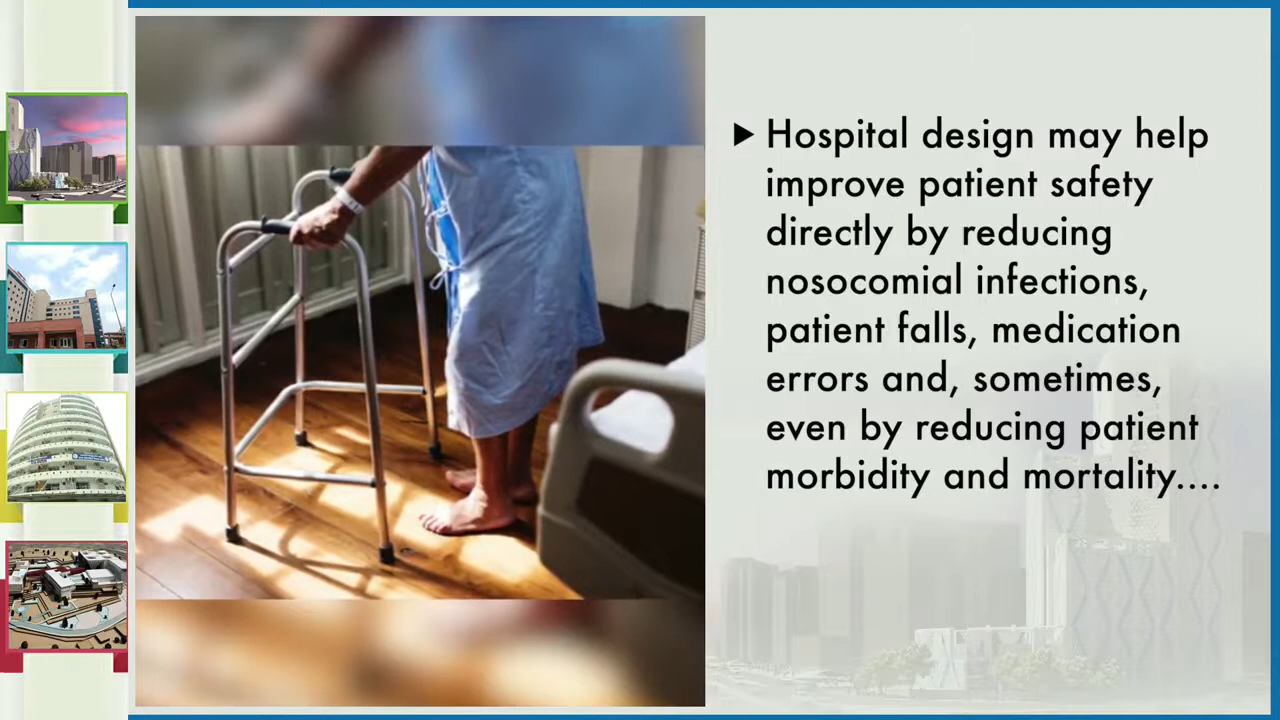 Hospital design may help
improve patient safety
directly by reducing
nosocomial infections,
patient falls, medication
errors and, sometimes,
even by reducing patient
morbidity and mortality....